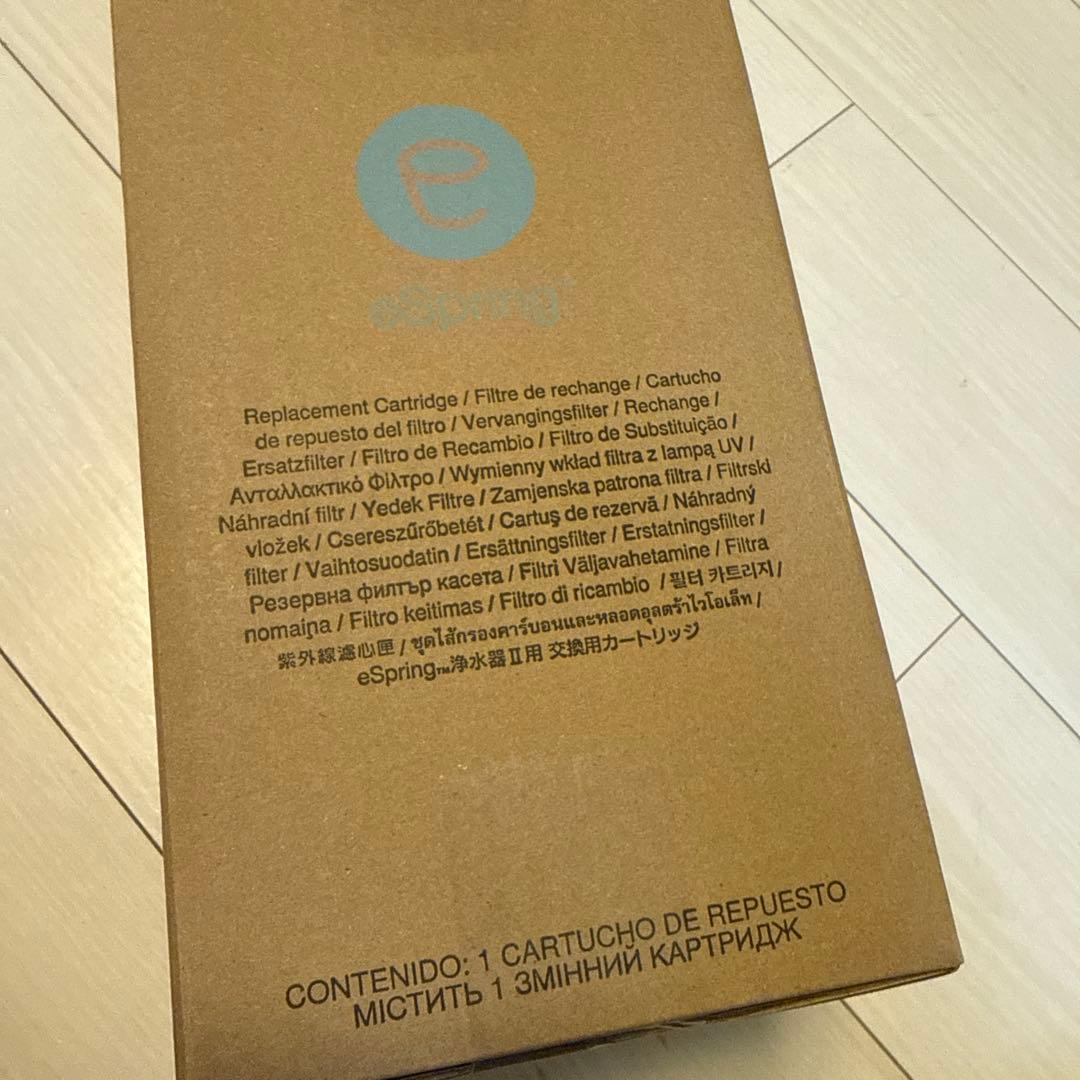 e
eSpring™
Replacement Cartridge / Filtre de rechange / Cartucho
de repuesto del filtro / Vervangingsfilter / Rechange /
Ersatzfilter / Filtro de Recambio / Filtro de Substituição /
Ανταλλακτικό Φίλτρο / Wymienny wkład filtra z lampą UV /
Náhradní filtr / Yedek Filtre / Zamjenska patrona filtra / Filtrski
vložek / Csereszűrőbetét / Cartuş de rezervă / Náhradný
filter / Vaihtosuodatin / Ersättningsfilter / Erstatningsfilter /
Резервна филтър касета / Filtri Väljavahetamine / Filtra
nomaiņa / Filtro keitimas / Filtro di ricambio / 필터 카트리지 /
紫外線濾心匣 / ชุดไส้กรองคาร์บอนและหลอดอุลตร้าไวโอเล็ท /
eSpring™浄水器Ⅱ用 交換用カートリッジ
CONTENIDO: 1 CARTUCHO DE REPUESTO
МІСТИТЬ 1 ЗМІННИЙ КАРТРИДЖ